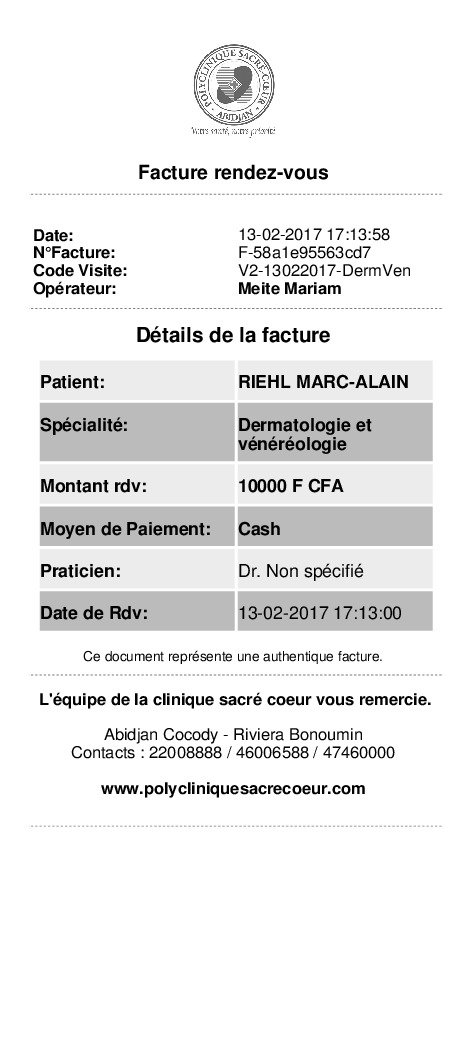 POLYCLINIQUE SACRE-CŒUR
ABIDJAN
Votre santé, notre priorité
Facture rendez-vous
Date: 13-02-2017 17:13:58
N°Facture: F-58a1e95563cd7
Code Visite: V2-13022017-DermVen
Opérateur: Meite Mariam
Détails de la facture
Patient: RIEHL MARC-ALAIN
Spécialité: Dermatologie et
vénéréologie
Montant rdv: 10000 F CFA
Moyen de Paiement: Cash
Praticien: Dr. Non spécifié
Date de Rdv: 13-02-2017 17:13:00
Ce document représente une authentique facture.
L'équipe de la clinique sacré coeur vous remercie.
Abidjan Cocody - Riviera Bonoumin
Contacts : 22008888 / 46006588 / 47460000
www.polycliniquesacrecoeur.com